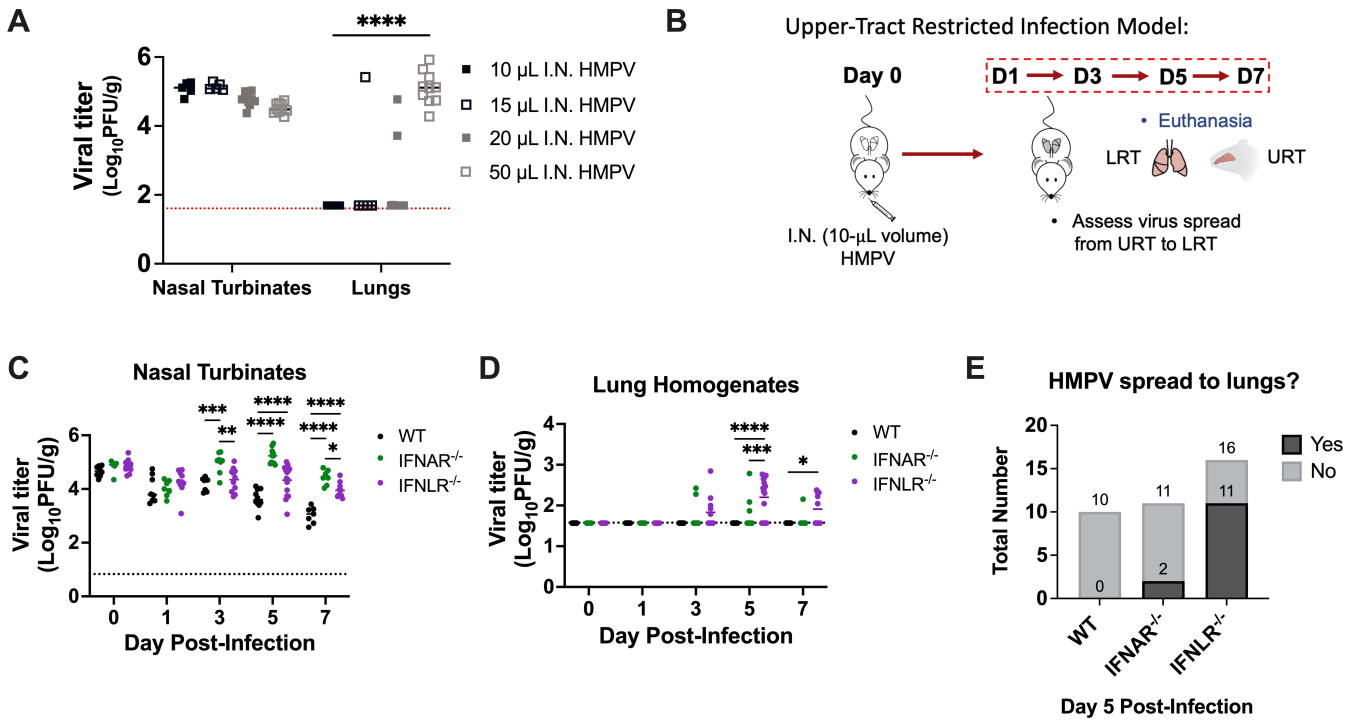 A
Viral titer
(Log10PFU/g)
6
4
2
0
****
Nasal Turbinates
Lungs
10 µL I.N. HMPV
15 µL I.N. HMPV
20 µL I.N. HMPV
50 µL I.N. HMPV
B
Upper-Tract Restricted Infection Model:
Day 0
D1
D3
D5
D7
• Euthanasia
LRT
URT
I.N. (10-µL volume)
HMPV
• Assess virus spread
from URT to LRT
C
Nasal Turbinates
Viral titer
(Log10PFU/g)
6
4
2
0
***
**
****
****
****
****
*
0
1
3
5
7
Day Post-Infection
WT
IFNAR-/-
IFNLR-/-
D
Lung Homogenates
Viral titer
(Log10PFU/g)
4
3
2
1
0
****
***
*
0
1
3
5
7
Day Post-Infection
WT
IFNAR-/-
IFNLR-/-
E
HMPV spread to lungs?
Total Number
20
15
10
5
0
10
0
11
2
16
11
WT
IFNAR-/-
IFNLR-/-
Day 5 Post-Infection
Yes
No